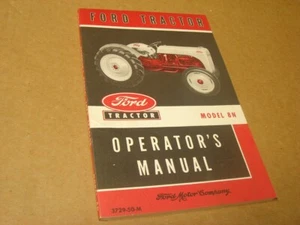 FORD TRACTOR
Ford
TRACTOR
MODEL 8N
OPERATOR'S
MANUAL
Ford Motor Company